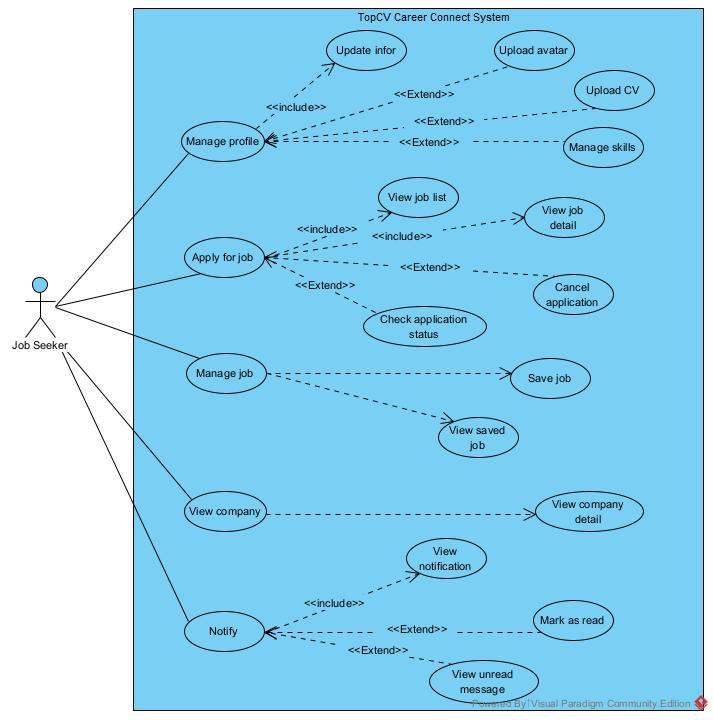 TopCV Career Connect System
Update infor
Upload avatar
<<Extend>>
Upload CV
<<include>>
<<Extend>>
Manage profile
<<Extend>>
Manage skills
View job list
View job
detail
<<include>>
<<include>>
Apply for job
<<Extend>>
<<Extend>>
Cancel
application
Check application
status
Job Seeker
Manage job
Save job
View saved
job
View company
View company
detail
View
notification
<<include>>
Mark as read
Notify
<<Extend>>
<<Extend>>
View unread
message
Powered By Visual Paradigm Community Edition